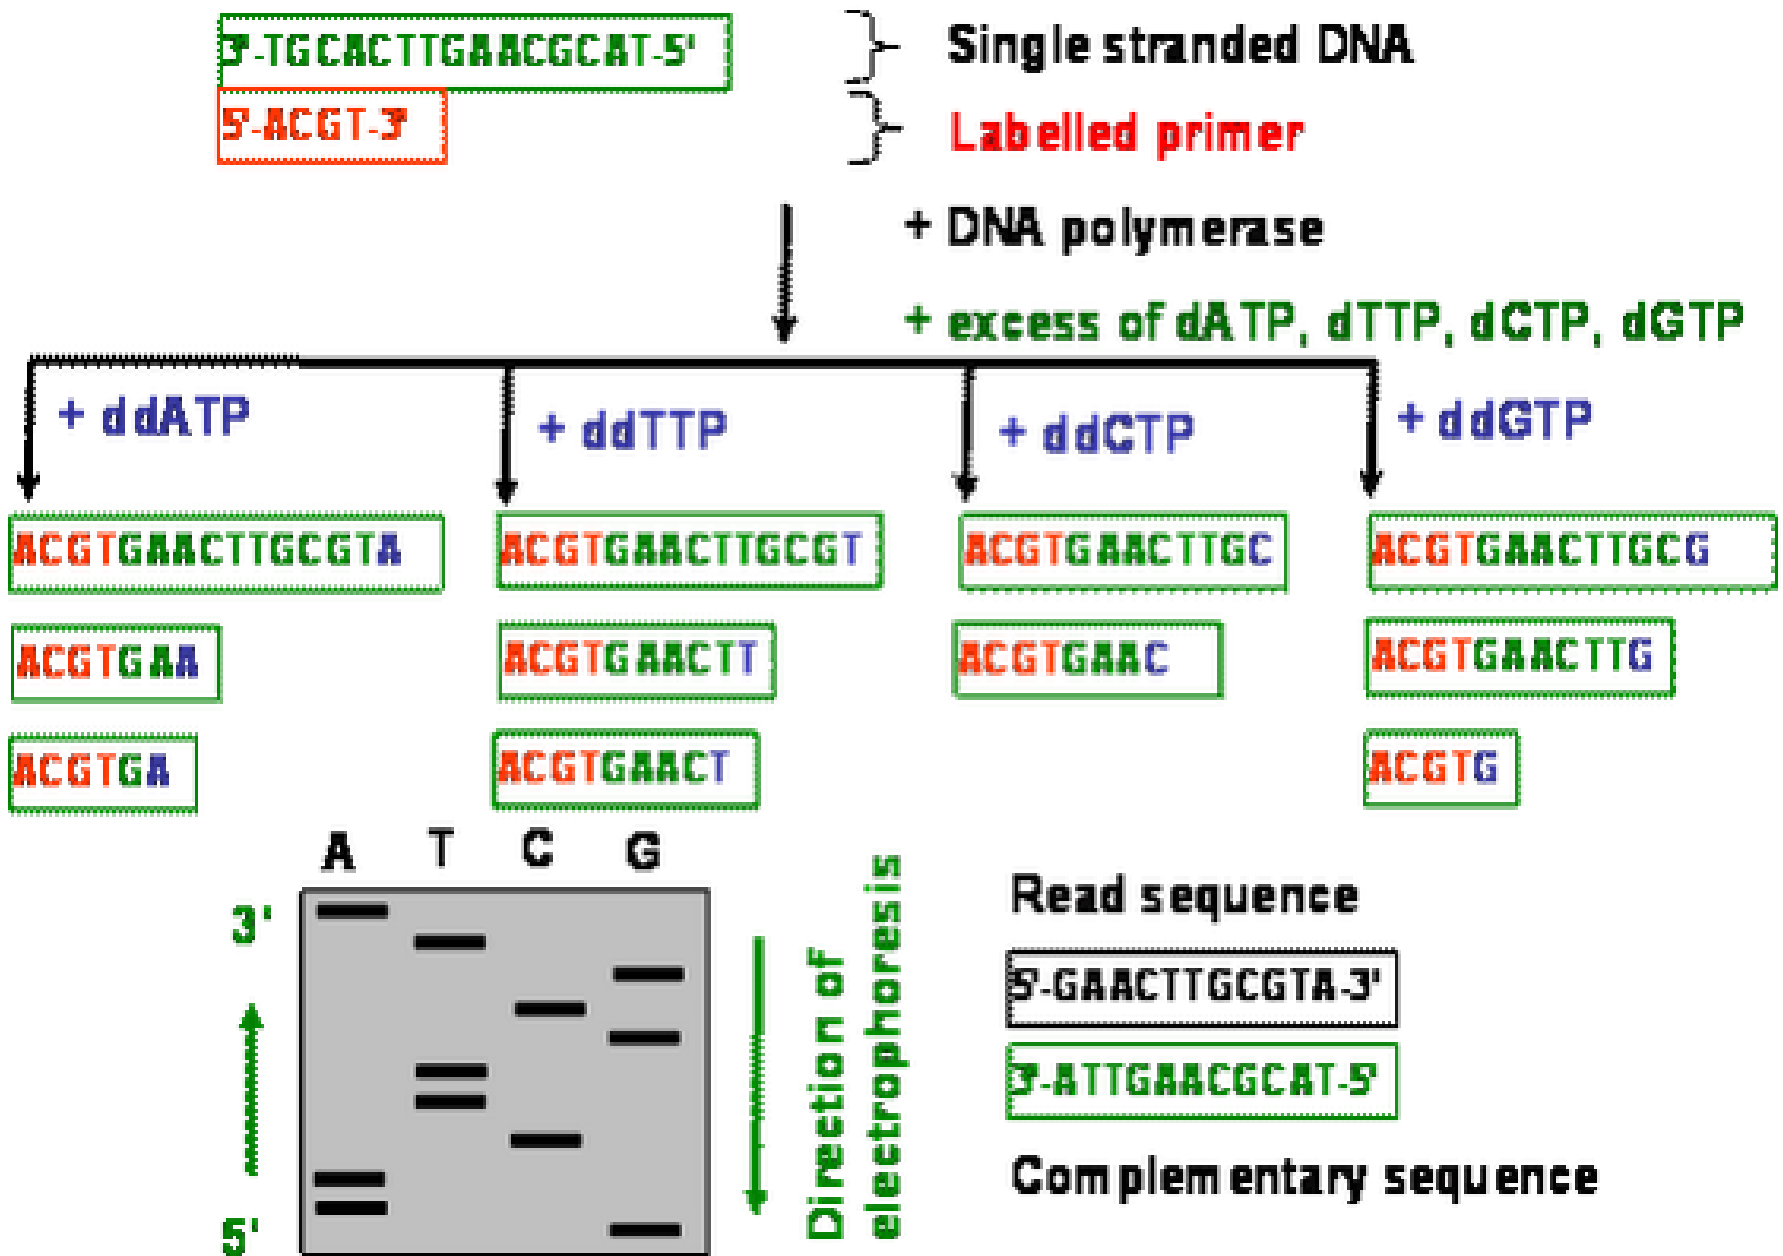 3'-TGCACTTGAACGCAT-5'
Single stranded DNA
5'-ACGT-3'
Labelled primer
+ DNA polymerase
+ excess of dATP, dTTP, dCTP, dGTP
+ ddATP
+ ddTTP
+ ddCTP
+ ddGTP
ACGTGAACTTGCGTA
ACGTGAACTTGCGT
ACGTGAACTTGC
ACGTGAACTTGCG
ACGTGAA
ACGTGAACTT
ACGTGAAC
ACGTGAACTTG
ACGTGA
ACGTGAACT
ACGTG
A T C G
3'
5'
Direction of
electrophoresis
Read sequence
5'-GAACTTGCGTA-3'
3'-ATTGAACGCAT-5'
Complementary sequence